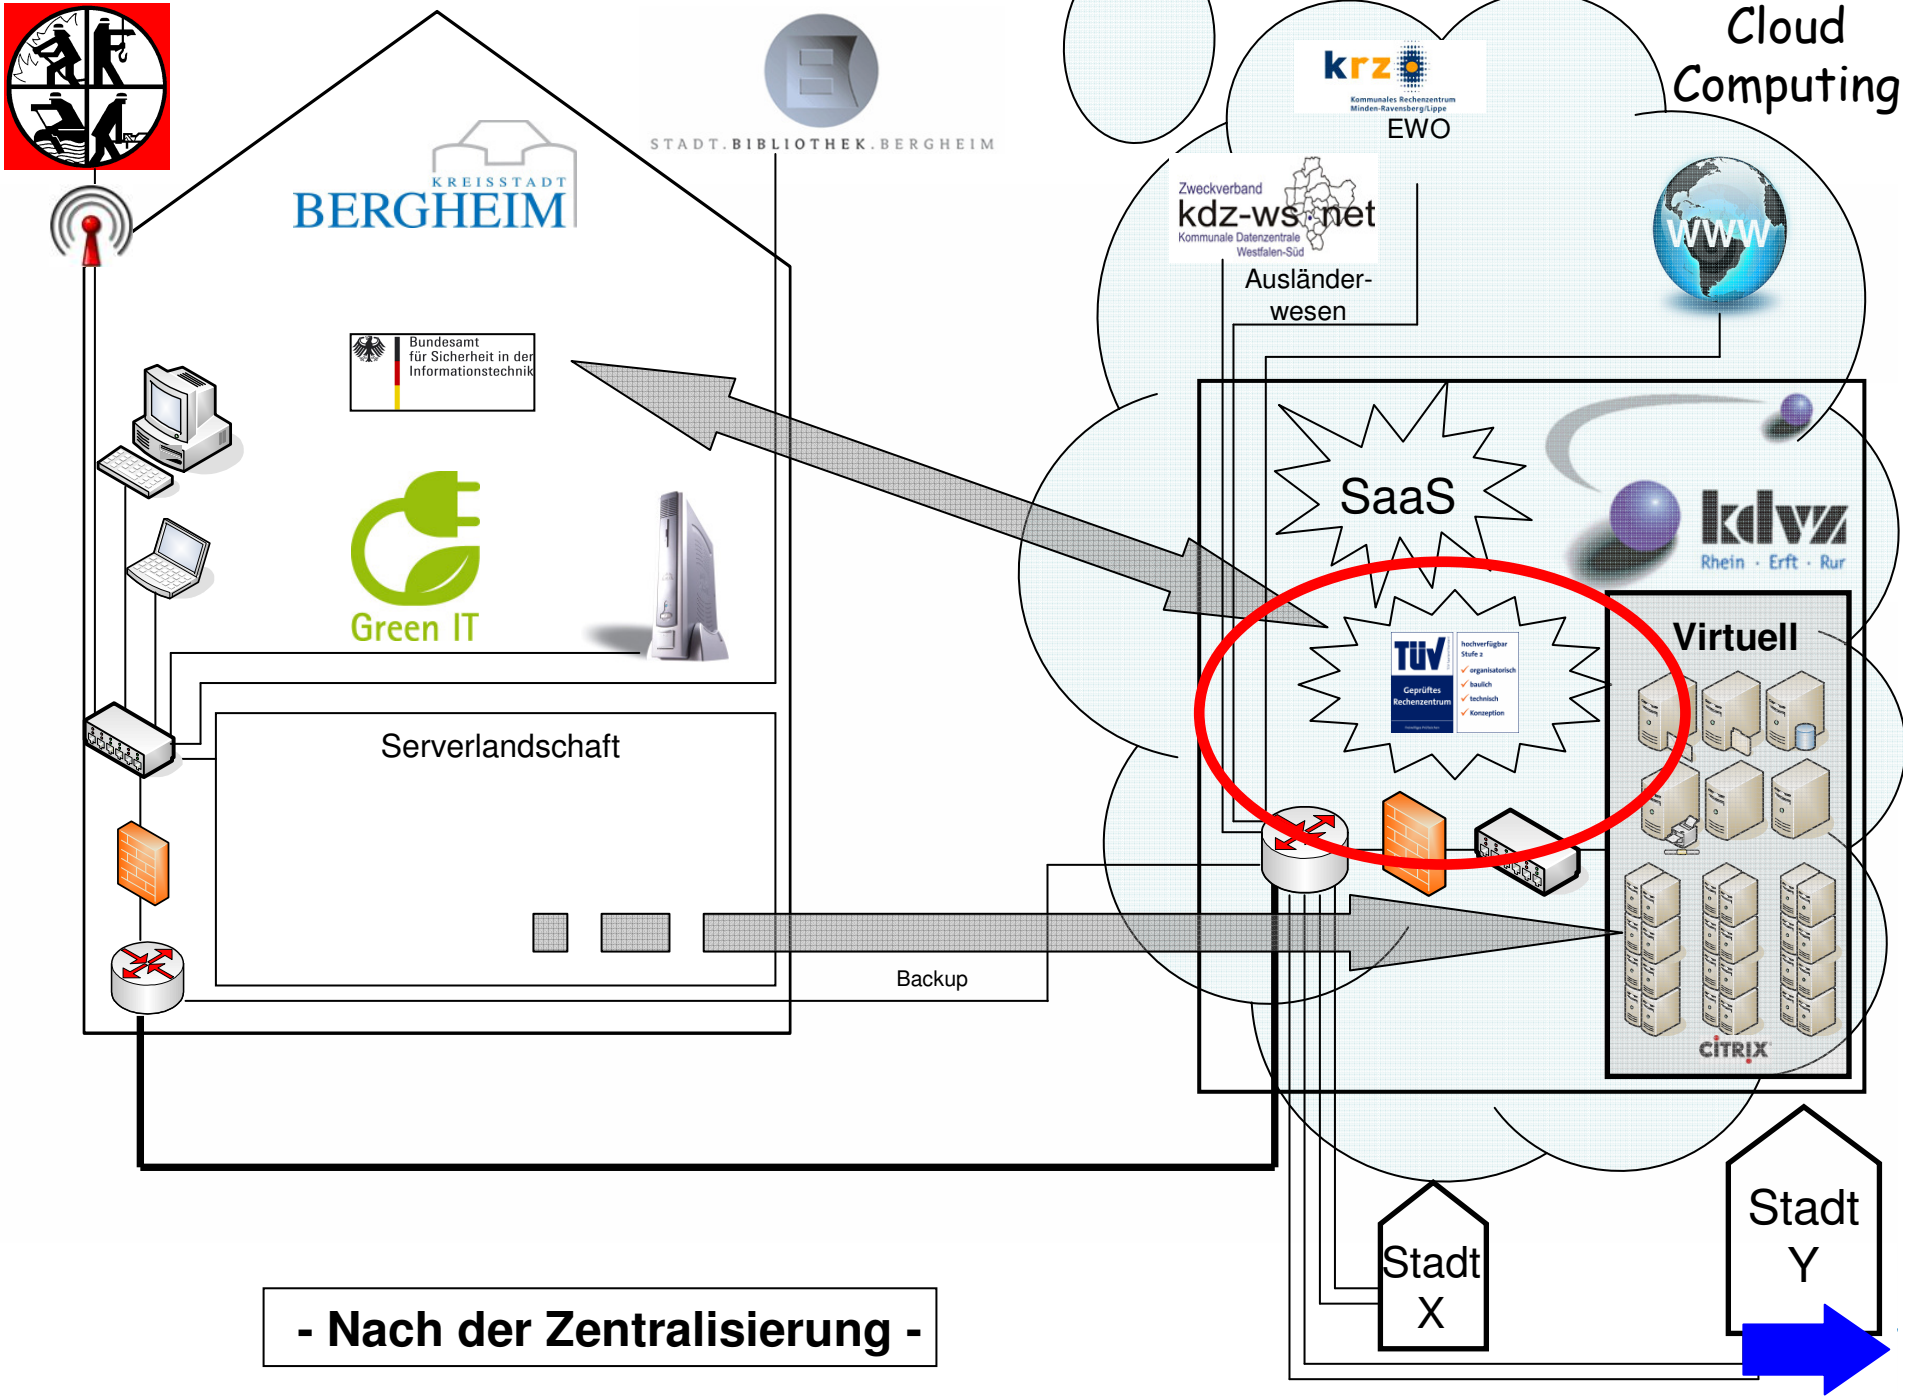 Cloud
Computing
krz
Kommunales Rechenzentrum
Minden-Ravensberg/Lippe
EWO
STADT.BIBLIOTHEK.BERGHEIM
KREISSTADT
BERGHEIM
Zweckverband
kdz-ws.net
Kommunale Datenzentrale
Westfalen-Süd
Ausländer-
wesen
WWW
Bundesamt
für Sicherheit in der
Informationstechnik
SaaS
kdvz
Rhein · Erft · Rur
Green IT
TÜV
Geprüftes
Rechenzentrum
hochverfügbar
Stufe 2
✓ organisatorisch
✓ baulich
✓ technisch
✓ Konzeption
Virtuell
Serverlandschaft
Backup
CITRIX
Stadt
X
Stadt
Y
- Nach der Zentralisierung -